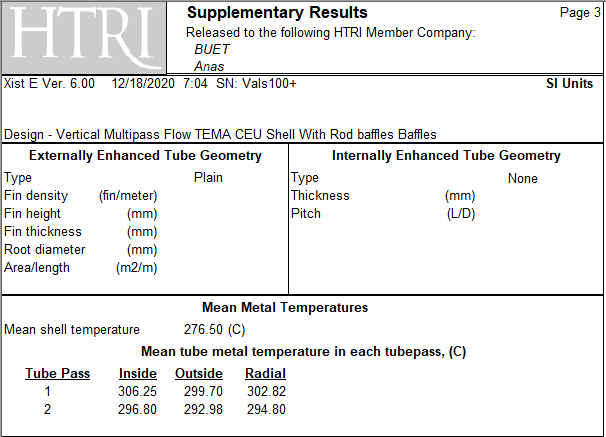 HTRI
Supplementary Results Page 3
Released to the following HTRI Member Company:
BUET
Anas
Xist E Ver. 6.00 12/18/2020 7:04 SN: Vals100+ SI Units
Design - Vertical Multipass Flow TEMA CEU Shell With Rod baffles Baffles
Externally Enhanced Tube Geometry
Type Plain
Fin density (fin/meter)
Fin height (mm)
Fin thickness (mm)
Root diameter (mm)
Area/length (m2/m)
Internally Enhanced Tube Geometry
Type None
Thickness (mm)
Pitch (L/D)
Mean Metal Temperatures
Mean shell temperature 276.50 (C)
Mean tube metal temperature in each tubepass, (C)
Tube Pass Inside Outside Radial
1 306.25 299.70 302.82
2 296.80 292.98 294.80